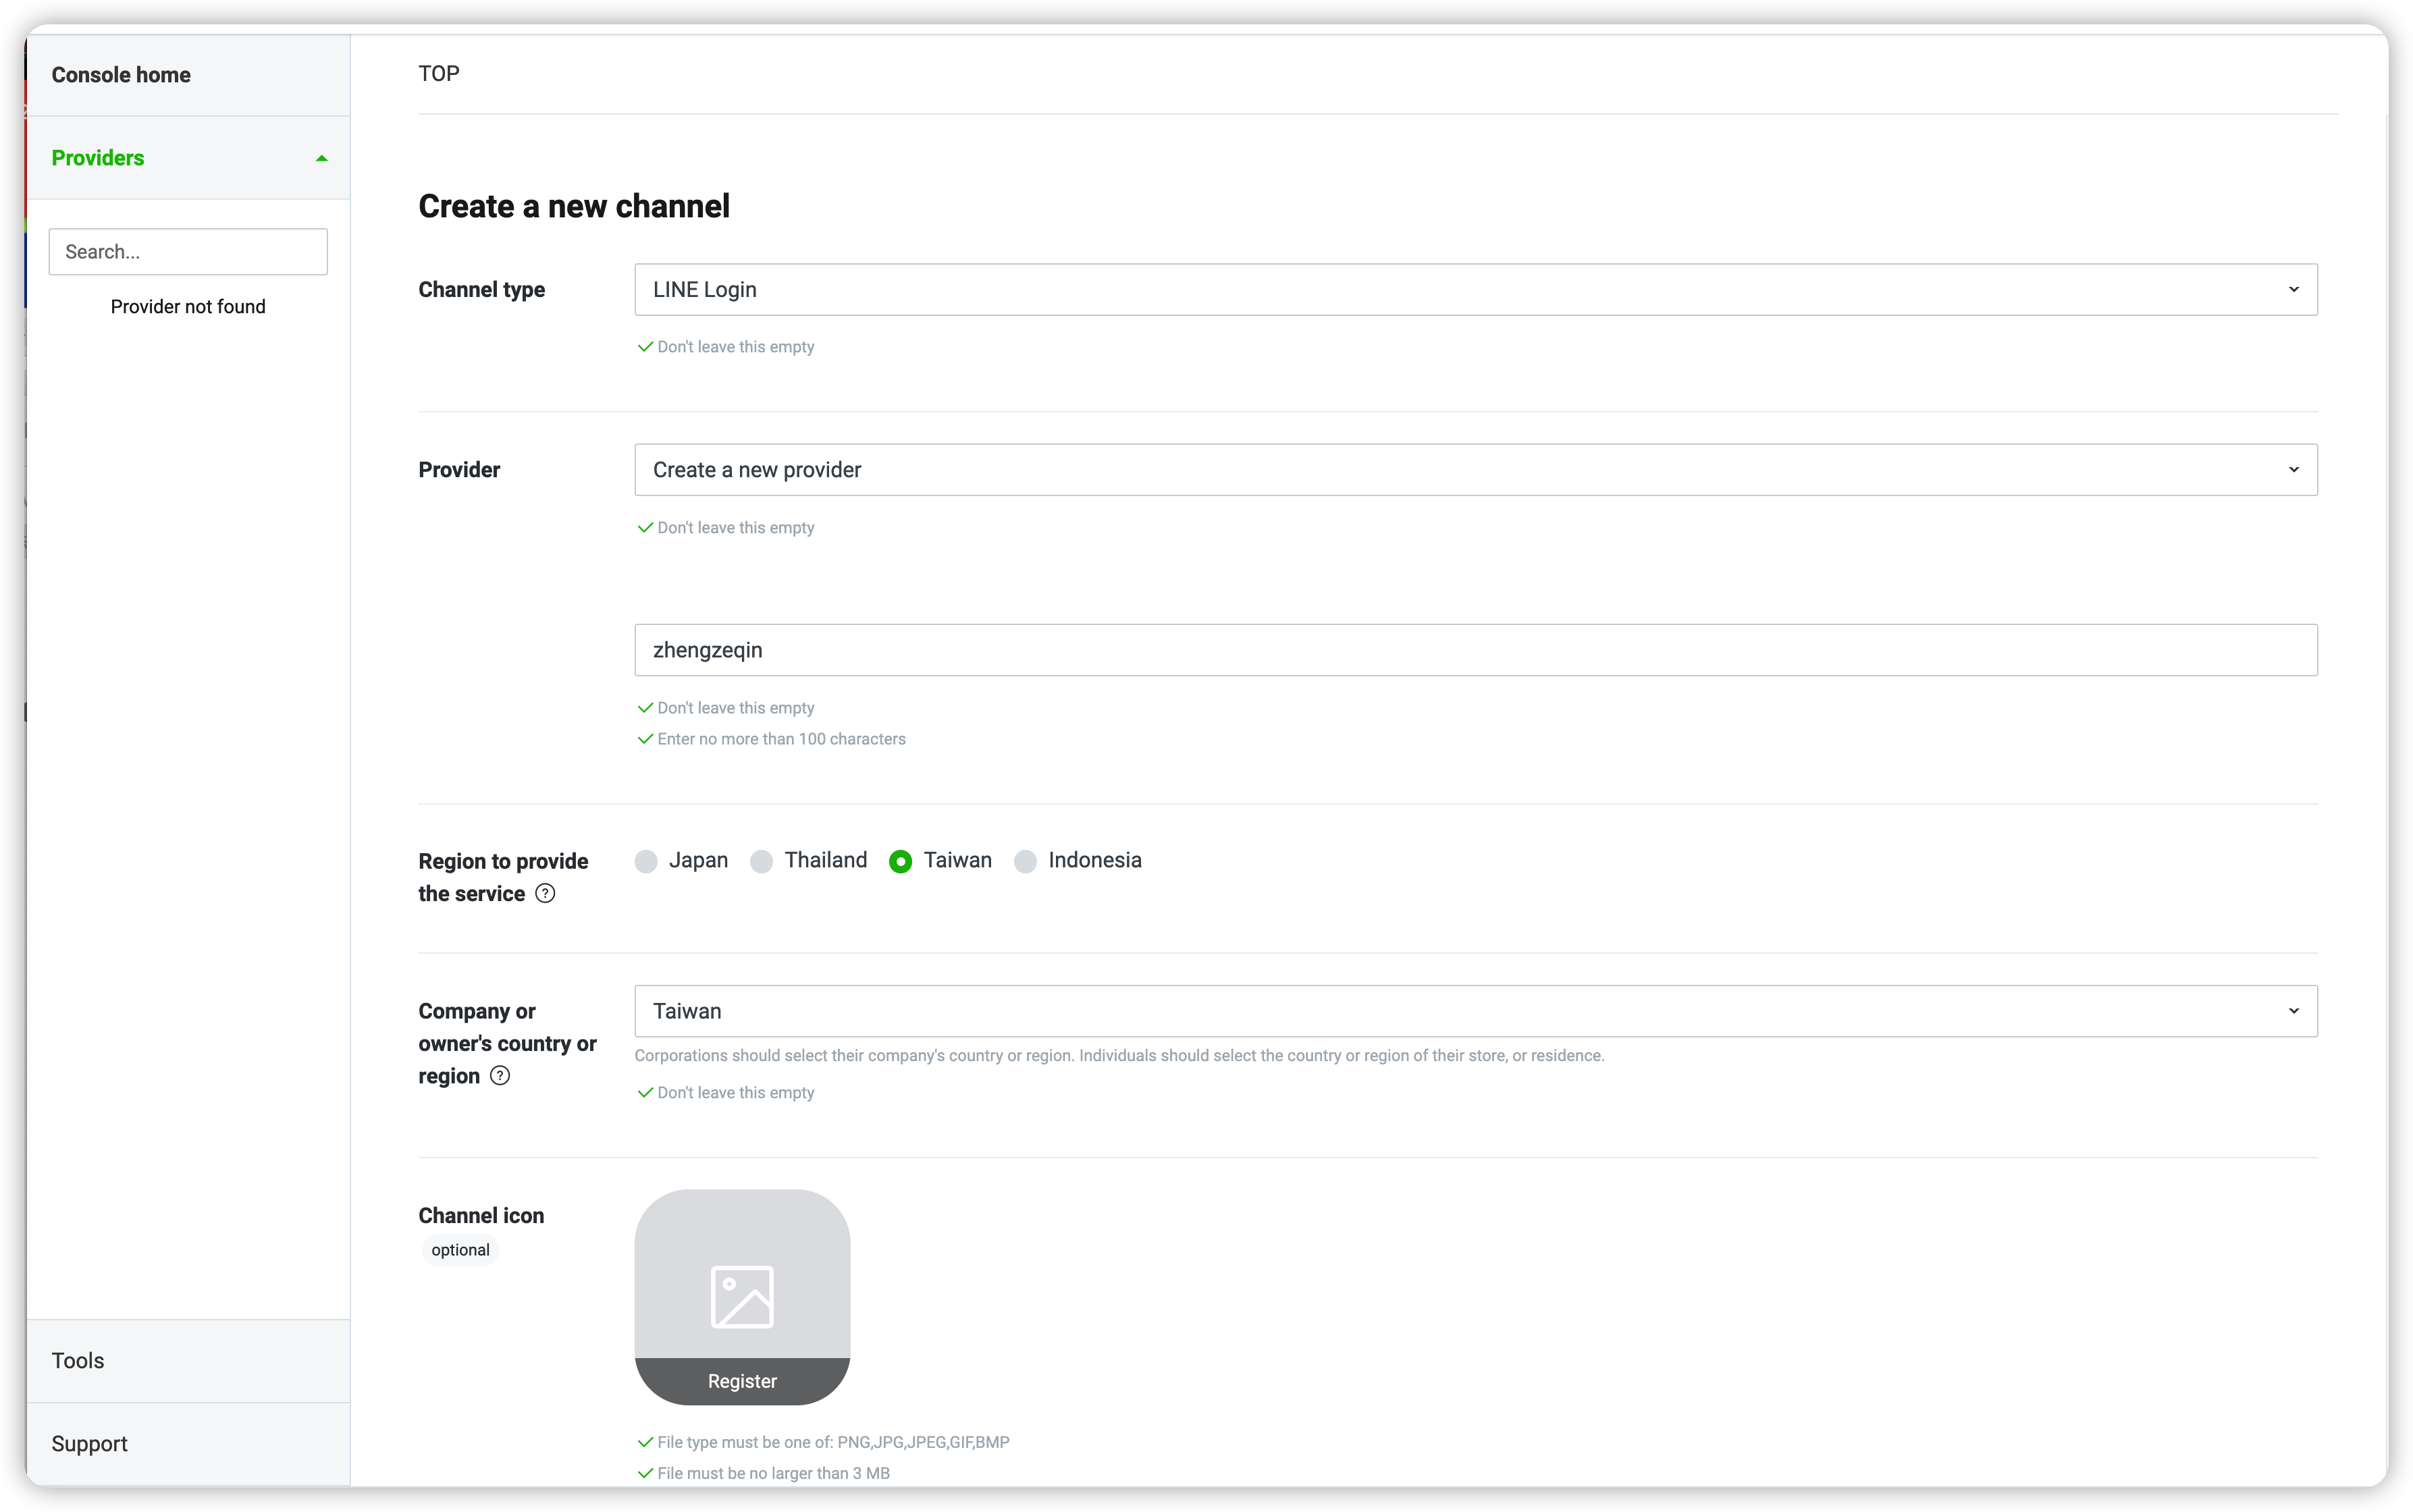 Console home
Providers
Search...
Provider not found
Tools
Support
TOP
Create a new channel
Channel type
LINE Login
Don't leave this empty
Provider
Create a new provider
Don't leave this empty
zhengzeqin
Don't leave this empty
Enter no more than 100 characters
Region to provide
the service ?
Japan Thailand Taiwan Indonesia
Company or
owner's country or
region ?
Taiwan
Corporations should select their company's country or region. Individuals should select the country or region of their store, or residence.
Don't leave this empty
Channel icon
optional
Register
File type must be one of: PNG,JPG,JPEG,GIF,BMP
File must be no larger than 3 MB